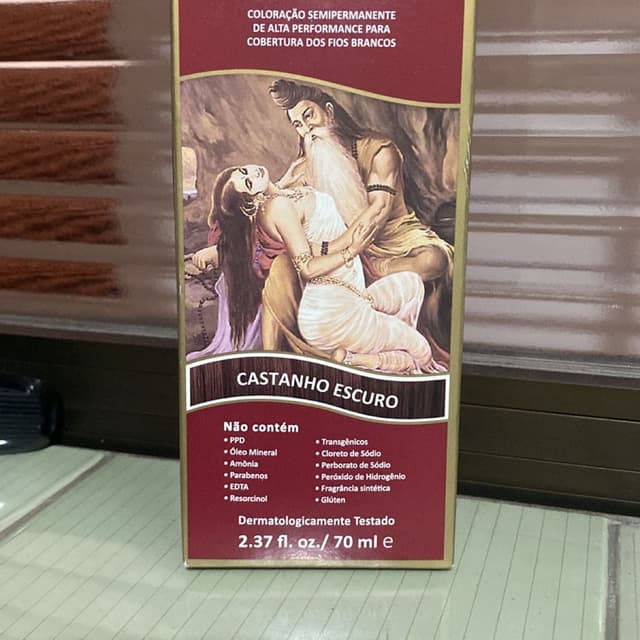 COLORAÇÃO SEMIPERMANENTE
DE ALTA PERFORMANCE PARA
COBERTURA DOS FIOS BRANCOS
CASTANHO ESCURO
Não contém
• PPD
• Óleo Mineral
• Amônia
• Parabenos
• EDTA
• Resorcinol
• Transgênicos
• Cloreto de Sódio
• Perborato de Sódio
• Peróxido de Hidrogênio
• Fragrância sintética
• Glúten
Dermatologicamente Testado
2.37 fl. oz./ 70 ml ℮